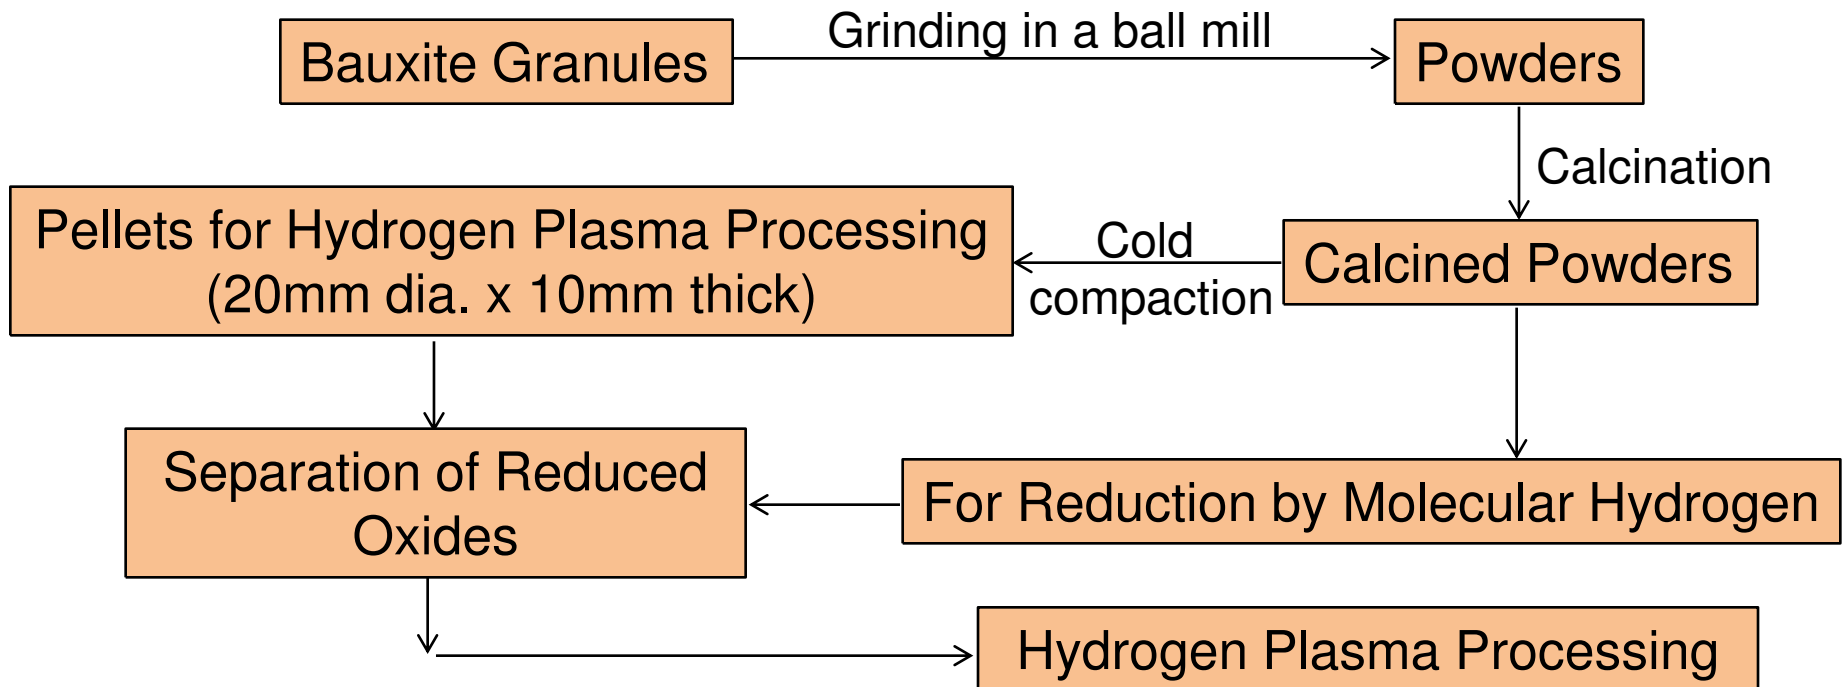 Bauxite Granules
Grinding in a ball mill
Powders
Calcination
Pellets for Hydrogen Plasma Processing
(20mm dia. x 10mm thick)
Cold
compaction
Calcined Powders
Separation of Reduced
Oxides
For Reduction by Molecular Hydrogen
Hydrogen Plasma Processing